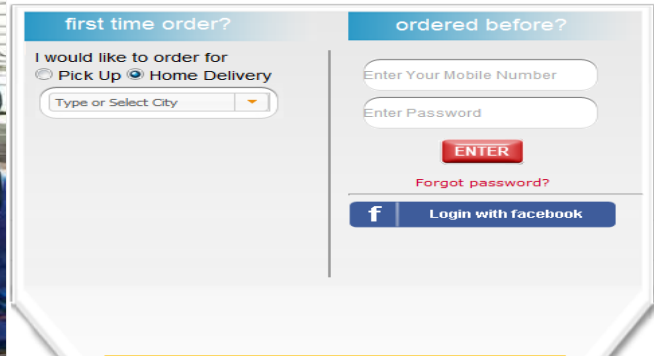 first time order?
I would like to order for
Pick Up Home Delivery
Type or Select City
ordered before?
Enter Your Mobile Number
Enter Password
ENTER
Forgot password?
f Login with facebook